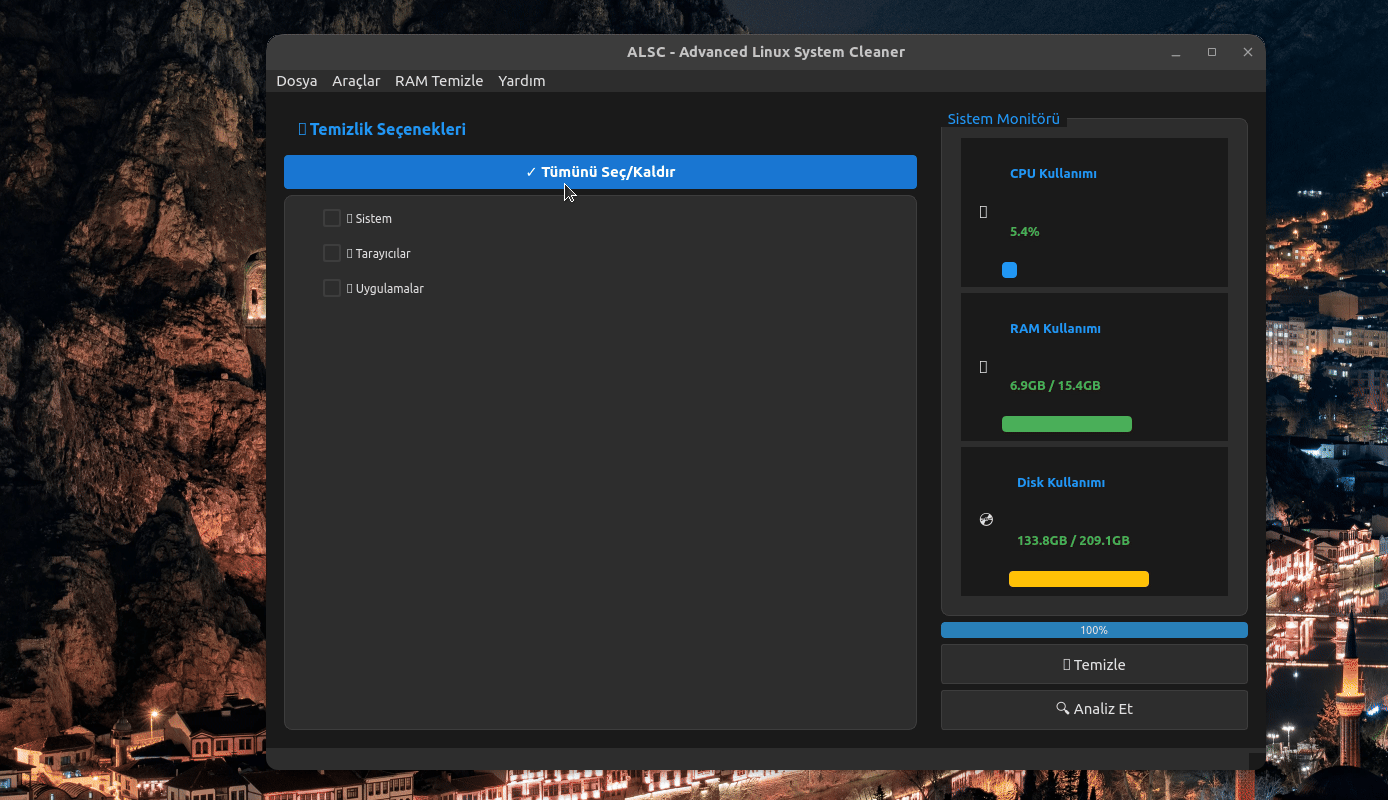 ALSC - Advanced Linux System Cleaner
Dosya Araçlar RAM Temizle Yardım
Temizlik Seçenekleri
✓ Tümünü Seç/Kaldır
Sistem
Tarayıcılar
Uygulamalar
Sistem Monitörü
CPU Kullanımı
5.4%
RAM Kullanımı
6.9GB / 15.4GB
Disk Kullanımı
133.8GB / 209.1GB
100%
Temizle
Analiz Et